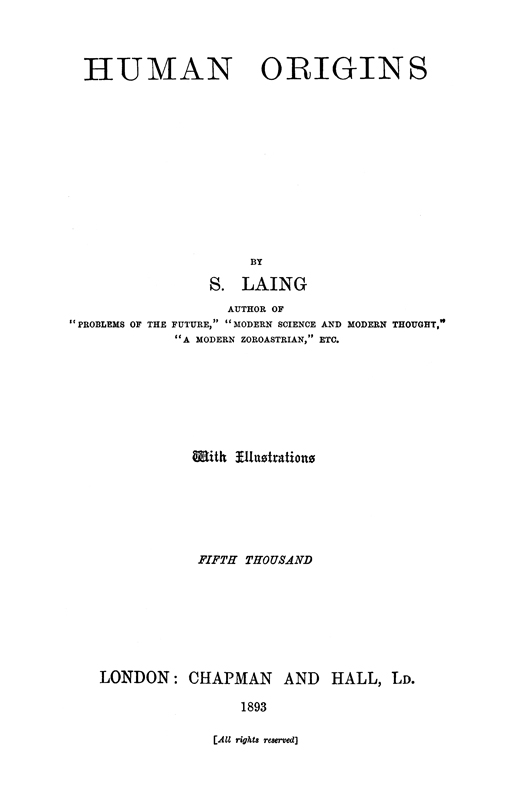 HUMAN ORIGINS
BY
S. LAING
AUTHOR OF
"PROBLEMS OF THE FUTURE," "MODERN SCIENCE AND MODERN THOUGHT,"
"A MODERN ZOROASTRIAN," ETC.
With Illustrations
FIFTH THOUSAND
LONDON: CHAPMAN AND HALL, LD.
1893
[All rights reserved]